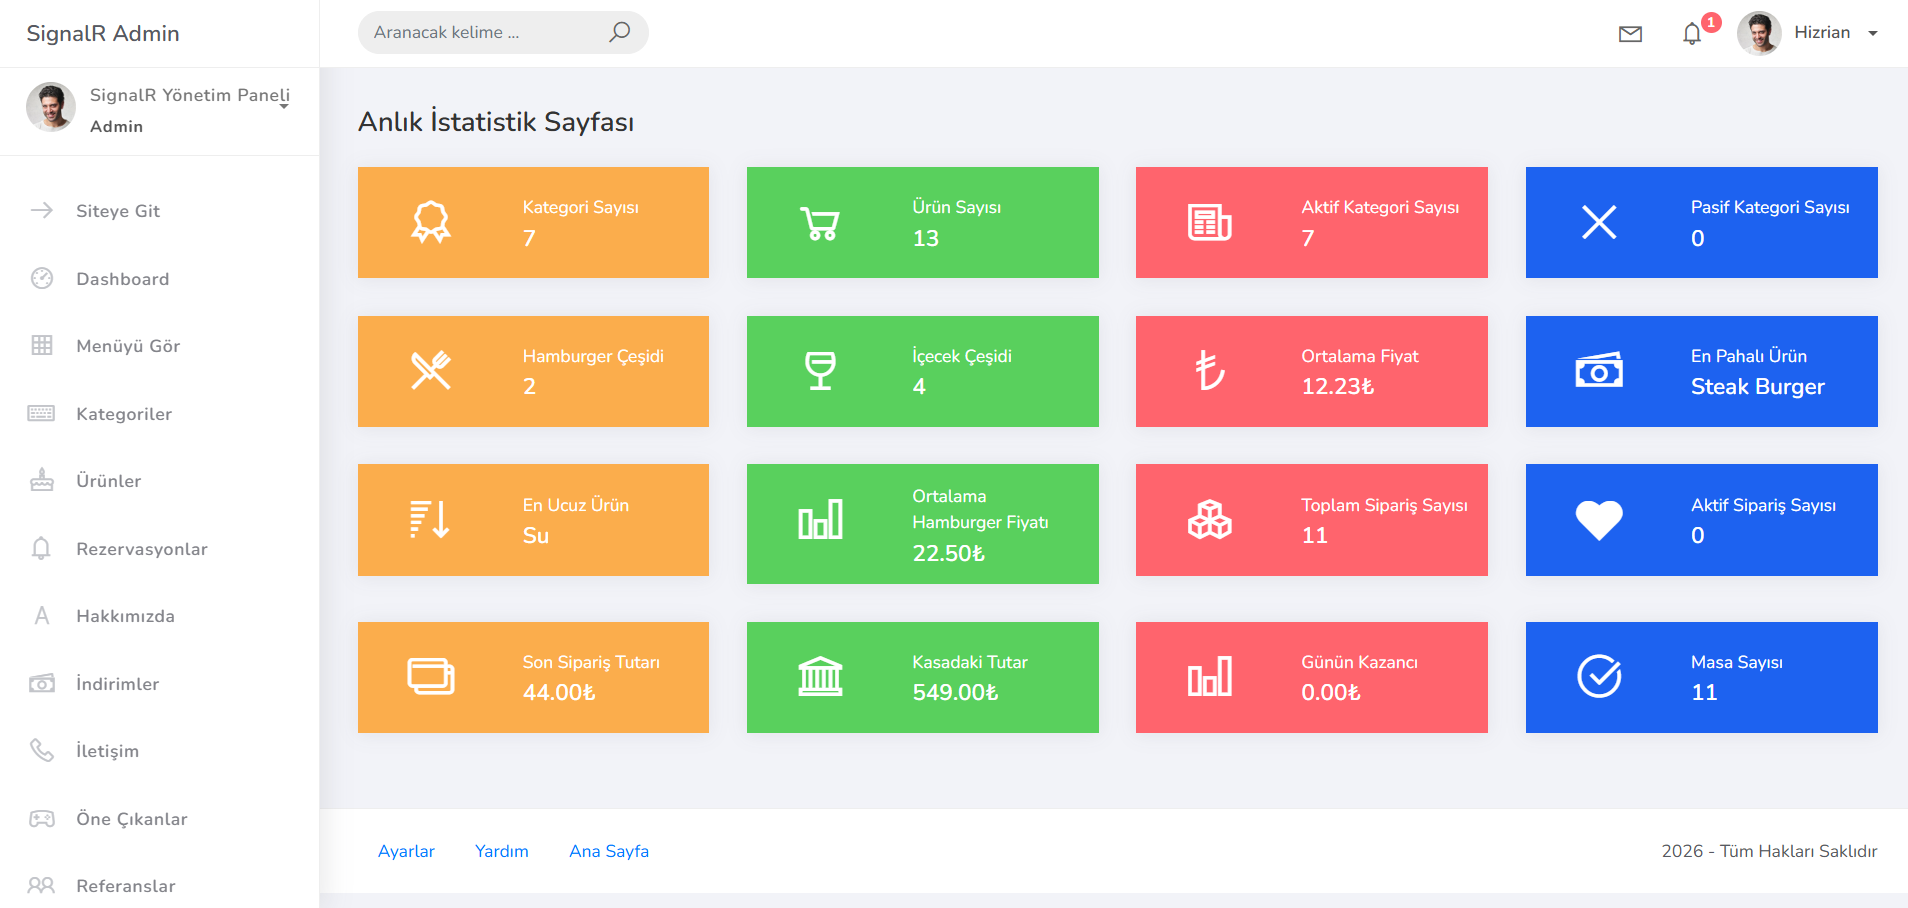 SignalR Admin
Aranacak kelime ...
1
Hizrian
SignalR Yönetim Paneli
Admin
Siteye Git
Dashboard
Menüyü Gör
Kategoriler
Ürünler
Rezervasyonlar
Hakkımızda
İndirimler
İletişim
Öne Çıkanlar
Referanslar
Anlık İstatistik Sayfası
Kategori Sayısı
7
Ürün Sayısı
13
Aktif Kategori Sayısı
7
Pasif Kategori Sayısı
0
Hamburger Çeşidi
2
İçecek Çeşidi
4
Ortalama Fiyat
12.23₺
En Pahalı Ürün
Steak Burger
En Ucuz Ürün
Su
Ortalama
Hamburger Fiyatı
22.50₺
Toplam Sipariş Sayısı
11
Aktif Sipariş Sayısı
0
Son Sipariş Tutarı
44.00₺
Kasadaki Tutar
549.00₺
Günün Kazancı
0.00₺
Masa Sayısı
11
Ayarlar
Yardım
Ana Sayfa
2026 - Tüm Hakları Saklıdır